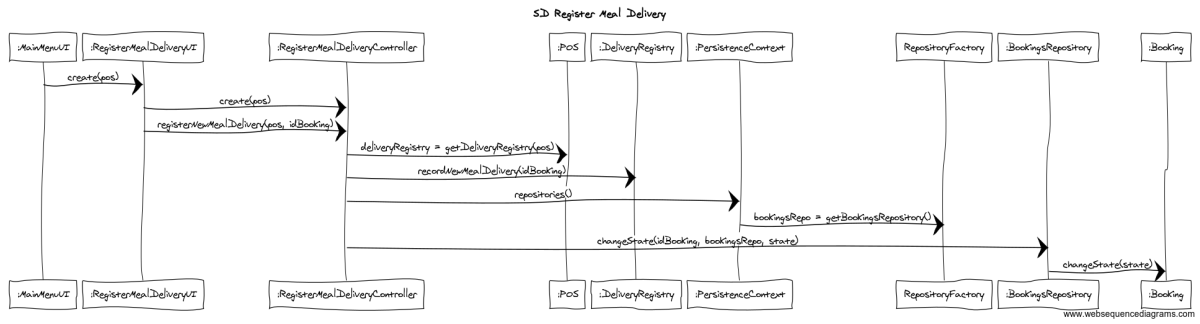 SD Register Meal Delivery
:MainMenuUI
:RegisterMealDeliveryUI
:RegisterMealDeliveryController
:POS
:DeliveryRegistry
:PersistenceContext
RepositoryFactory
:BookingsRepository
:Booking
create(pos)
create(pos)
registerNewMealDelivery(pos, idBooking)
deliveryRegistry = getDeliveryRegistry(pos)
recordNewMealDelivery(idBooking)
repositories()
bookingsRepo = getBookingsRepository()
changeState(idBooking, bookingsRepo, state)
changeState(state)
:MainMenuUI
:RegisterMealDeliveryUI
:RegisterMealDeliveryController
:POS
:DeliveryRegistry
:PersistenceContext
RepositoryFactory
:BookingsRepository
:Booking
www.websequencediagrams.com